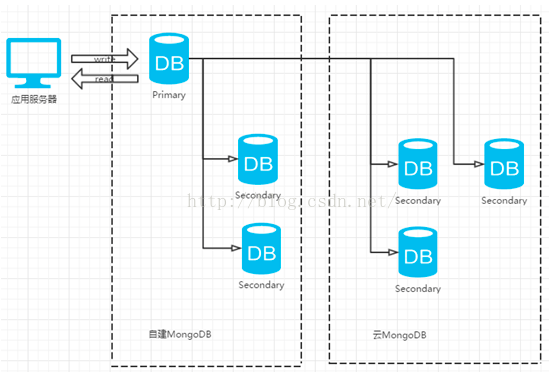 DB
write
read
应用服务器
Primary
DB
Secondary
DB
Secondary
DB
Secondary
DB
Secondary
DB
Secondary
http://blog.csdn.net/
自建MongoDB
云MongoDB